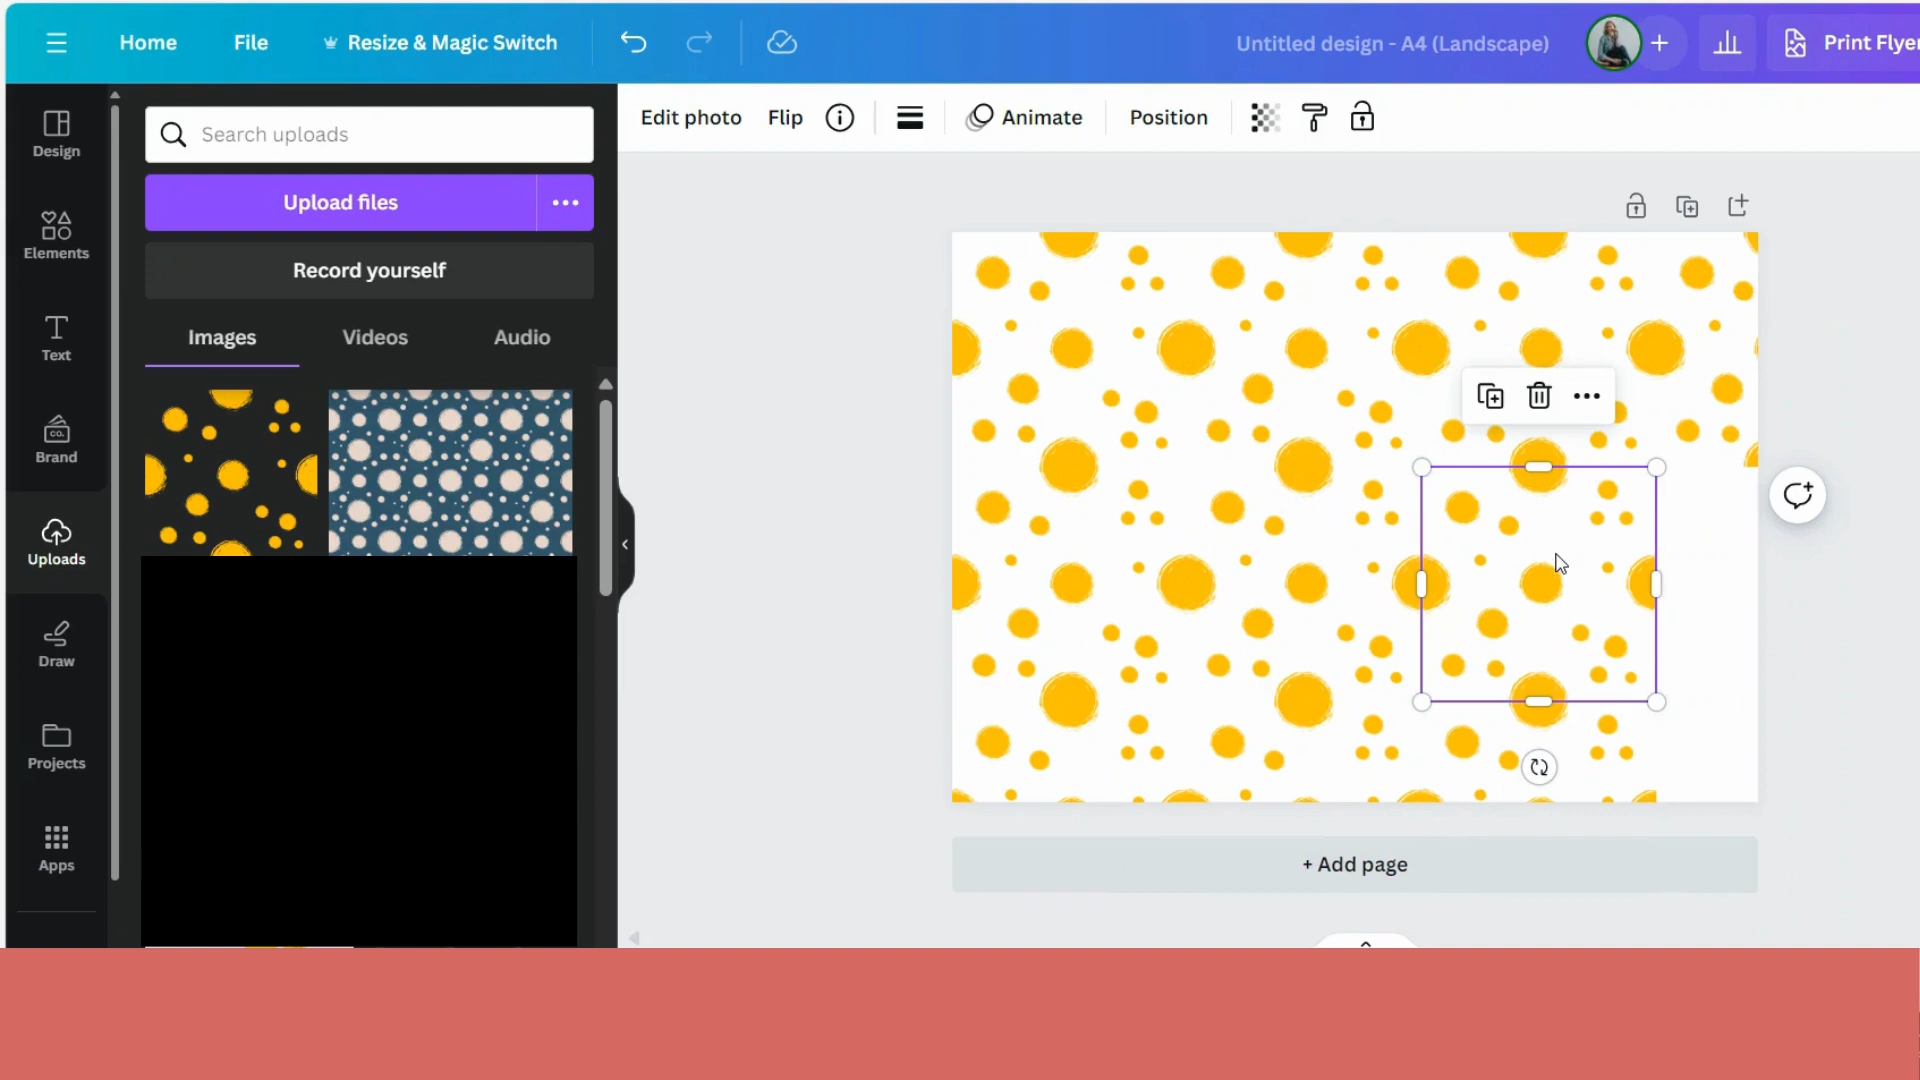 Home File Resize & Magic Switch Untitled design - A4 (Landscape) Print Flyer
Design
Elements
Text
CO.
Brand
Uploads
Draw
Projects
Apps
Search uploads
Upload files
Record yourself
Images Videos Audio
Edit photo Flip Animate Position
+ Add page